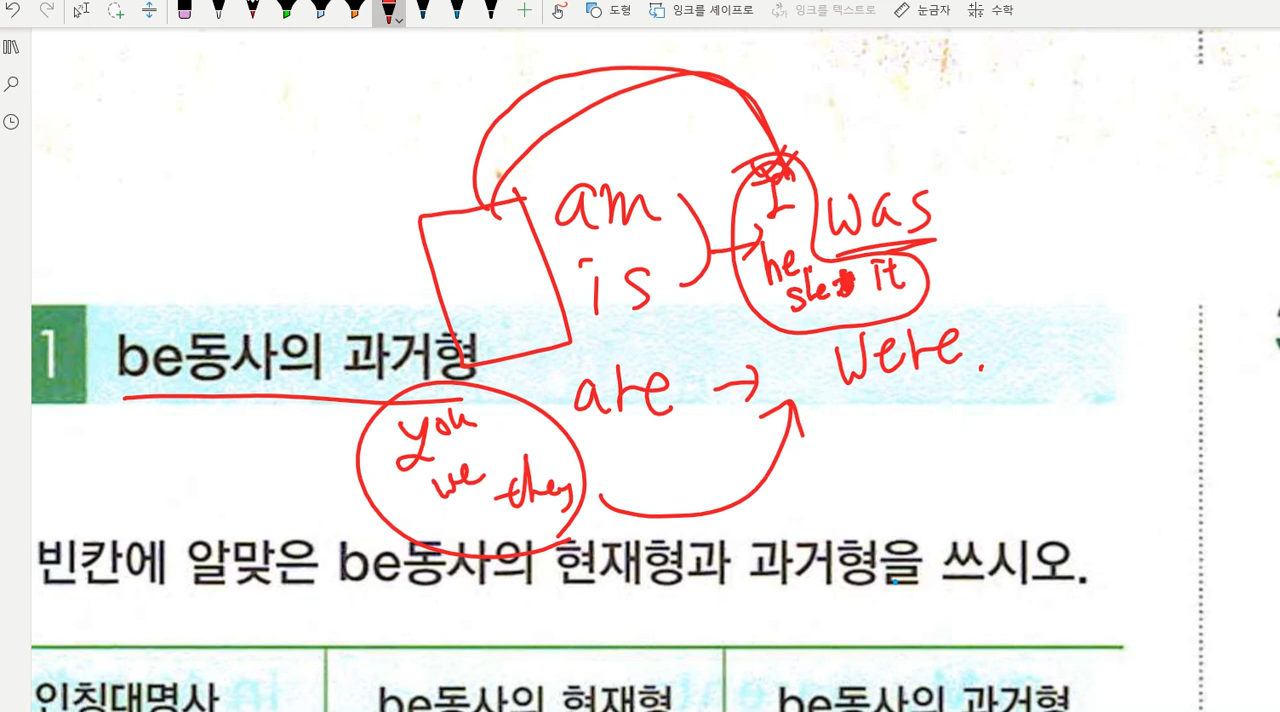 도형 잉크를 셰이프로 잉크를 텍스트로 눈금자 수학
am I was
is he
she it
1 be동사의 과거형
were.
are →
you
we they
빈칸에 알맞은 be동사의 현재형과 과거형을 쓰시오.
인칭대명사 be동사의 현재형 be동사의 과거형